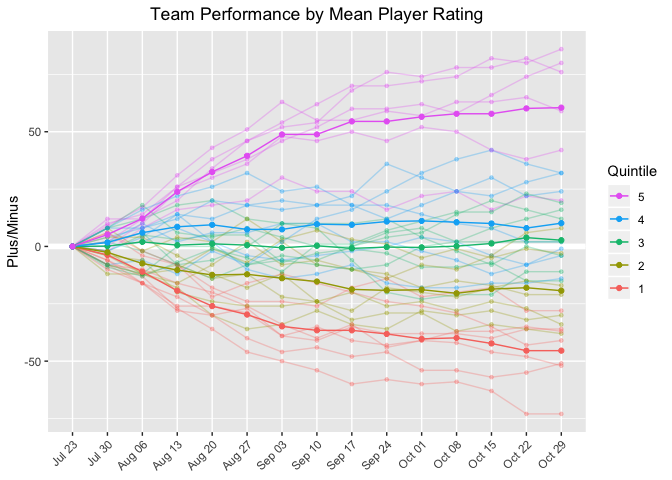 Team Performance by Mean Player Rating
Plus/Minus
50
0
-50
Jul 23
Jul 30
Aug 06
Aug 13
Aug 20
Aug 27
Sep 03
Sep 10
Sep 17
Sep 24
Oct 01
Oct 08
Oct 15
Oct 22
Oct 29
Quintile
5
4
3
2
1